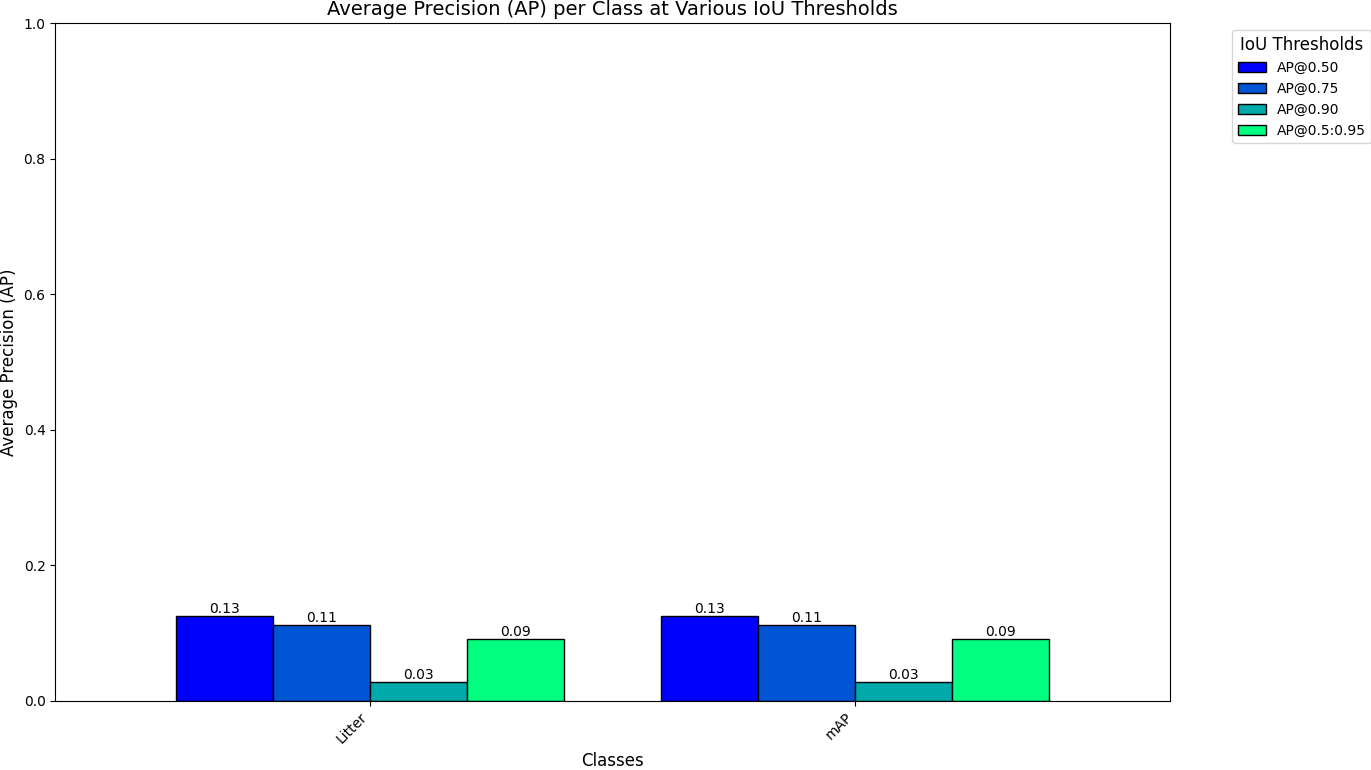 Average Precision (AP) per Class at Various IoU Thresholds
IoU Thresholds
AP@0.50
AP@0.75
AP@0.90
AP@0.5:0.95
Average Precision (AP)
1.0
0.8
0.6
0.4
0.2
0.0
0.13
0.11
0.03
0.09
0.13
0.11
0.03
0.09
Litter
mAP
Classes